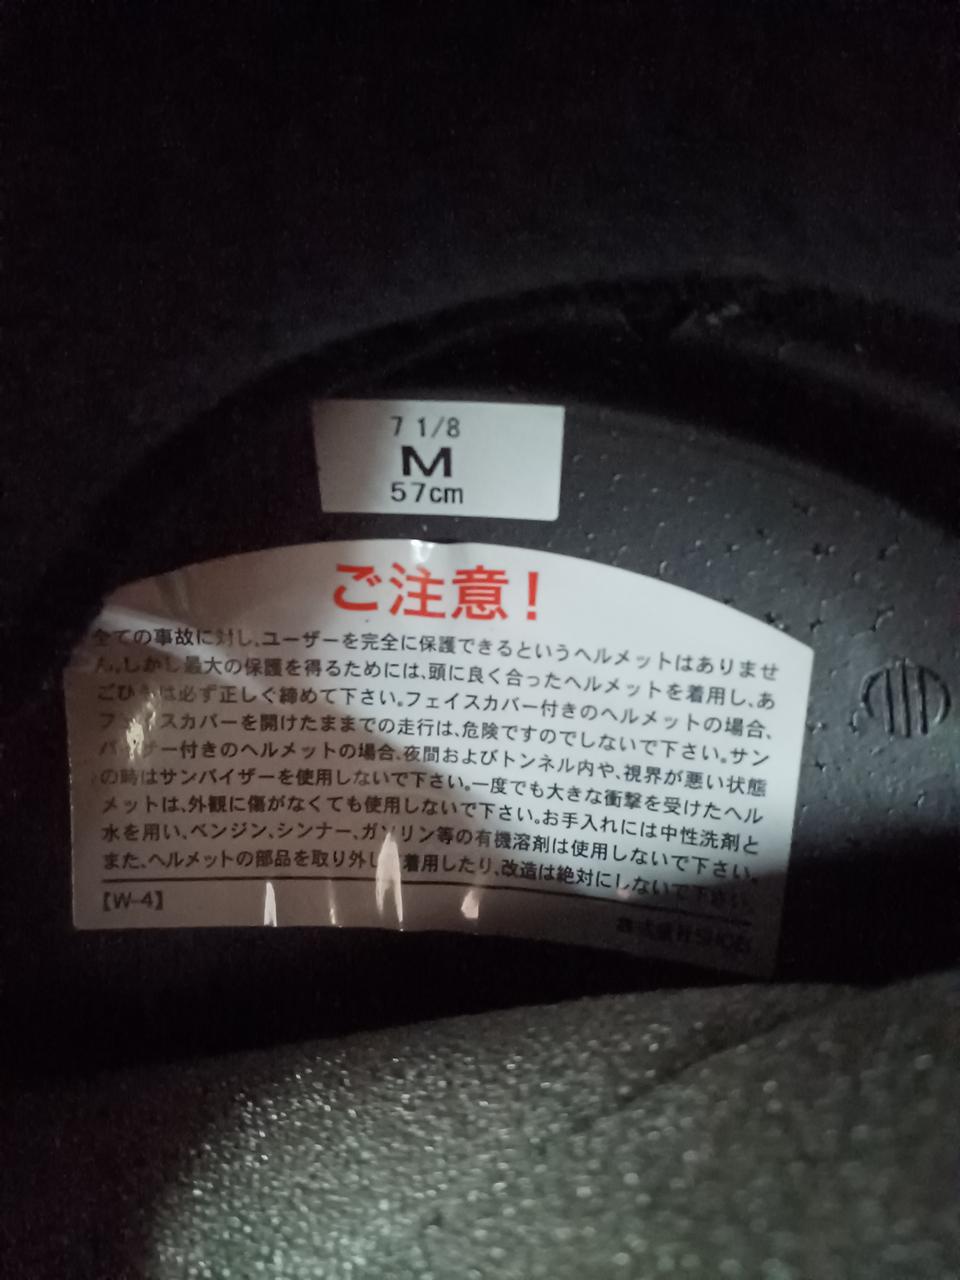 7 1/8
M
57cm
ご注意!
全ての事故に対し、ユーザーを完全に保護できるというヘルメットはありませ
ん。しかし最大の保護を得るためには、頭に良く合ったヘルメットを着用し、あ
ごひもは必ず正しく締めて下さい。フェイスカバー付きのヘルメットの場合、
フェイスカバーを開けたままでの走行は、危険ですのでしないで下さい。サン
バイザー付きのヘルメットの場合、夜間およびトンネル内や、視界が悪い状態
の時はサンバイザーを使用しないで下さい。一度でも大きな衝撃を受けたヘル
メットは、外観に傷がなくても使用しないで下さい。お手入れには中性洗剤と
水を用い、ベンジン、シンナー、ガソリン等の有機溶剤は使用しないで下さい。
また、ヘルメットの部品を取り外して着用したり、改造は絶対にしないで下さい。
【W-4】
株式会社SHOEI